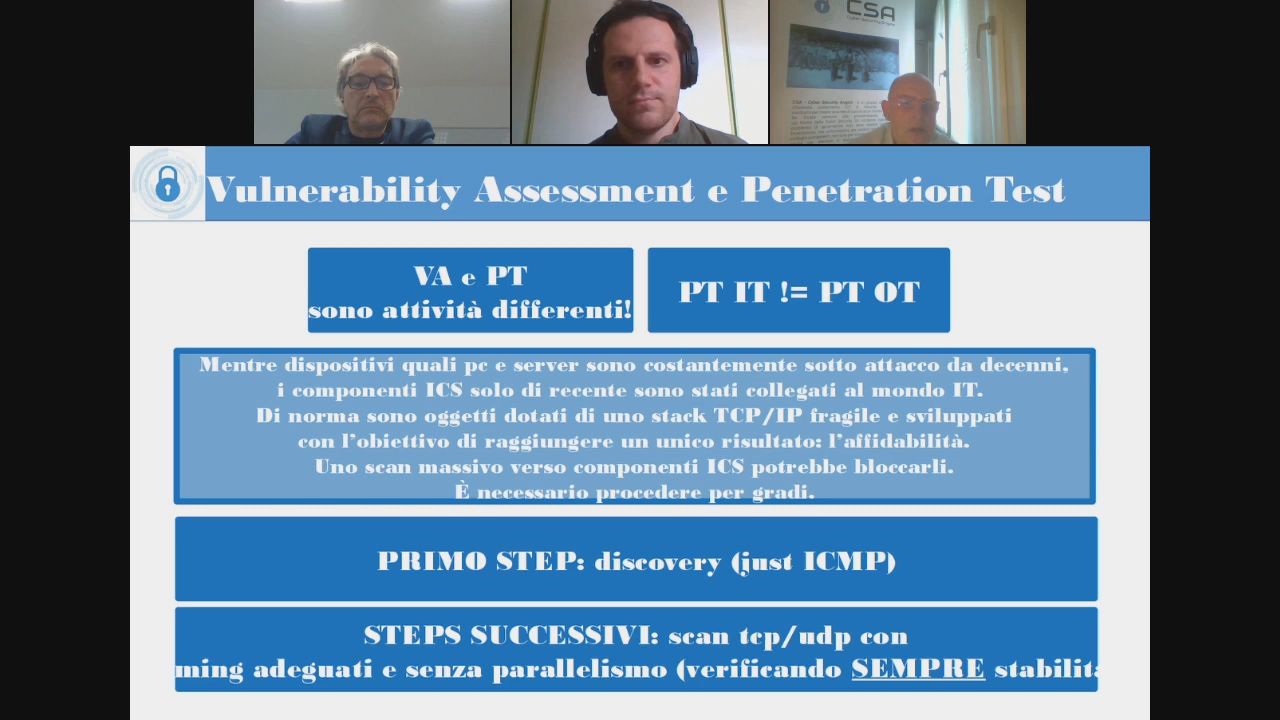 CSA
Vulnerability Assessment e Penetration Test
VA e PT
sono attività differenti!
PT IT != PT OT
Mentre dispositivi quali pc e server sono costantemente sotto attacco da decenni,
i componenti ICS solo di recente sono stati collegati al mondo IT.
Di norma sono oggetti dotati di uno stack TCP/IP fragile e sviluppati
con l'obiettivo di raggiungere un unico risultato: l'affidabilità.
Uno scan massivo verso componenti ICS potrebbe bloccarli.
È necessario procedere per gradi.
PRIMO STEP: discovery (just ICMP)
STEPS SUCCESSIVI: scan tcp/udp con
ming adeguati e senza parallelismo (verificando SEMPRE stabilit